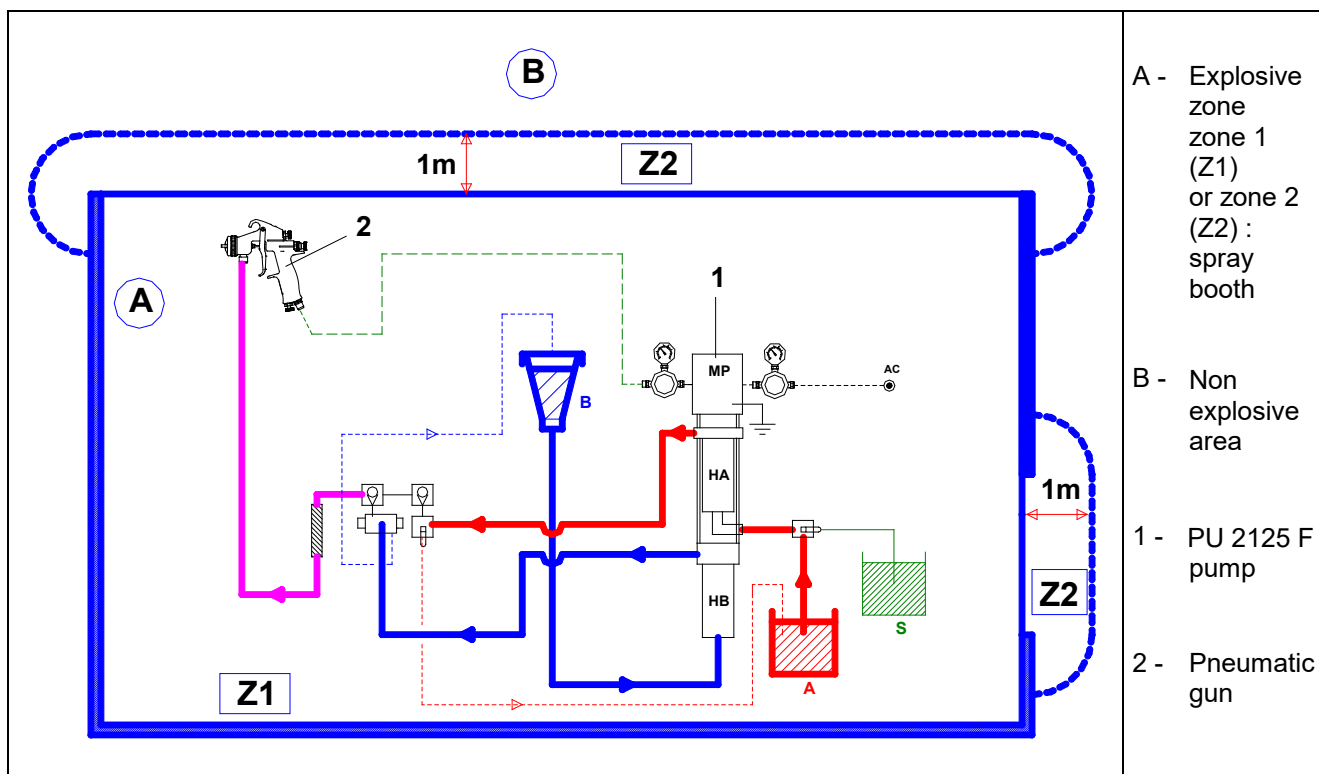 B
1m
Z2
2
A
1
MP
AC
B
HA
HB
1m
Z2
A
S
Z1
A - Explosive
zone
zone 1
(Z1)
or zone 2
(Z2) :
spray
booth
B - Non
explosive
area
1 - PU 2125 F
pump
2 - Pneumatic
gun